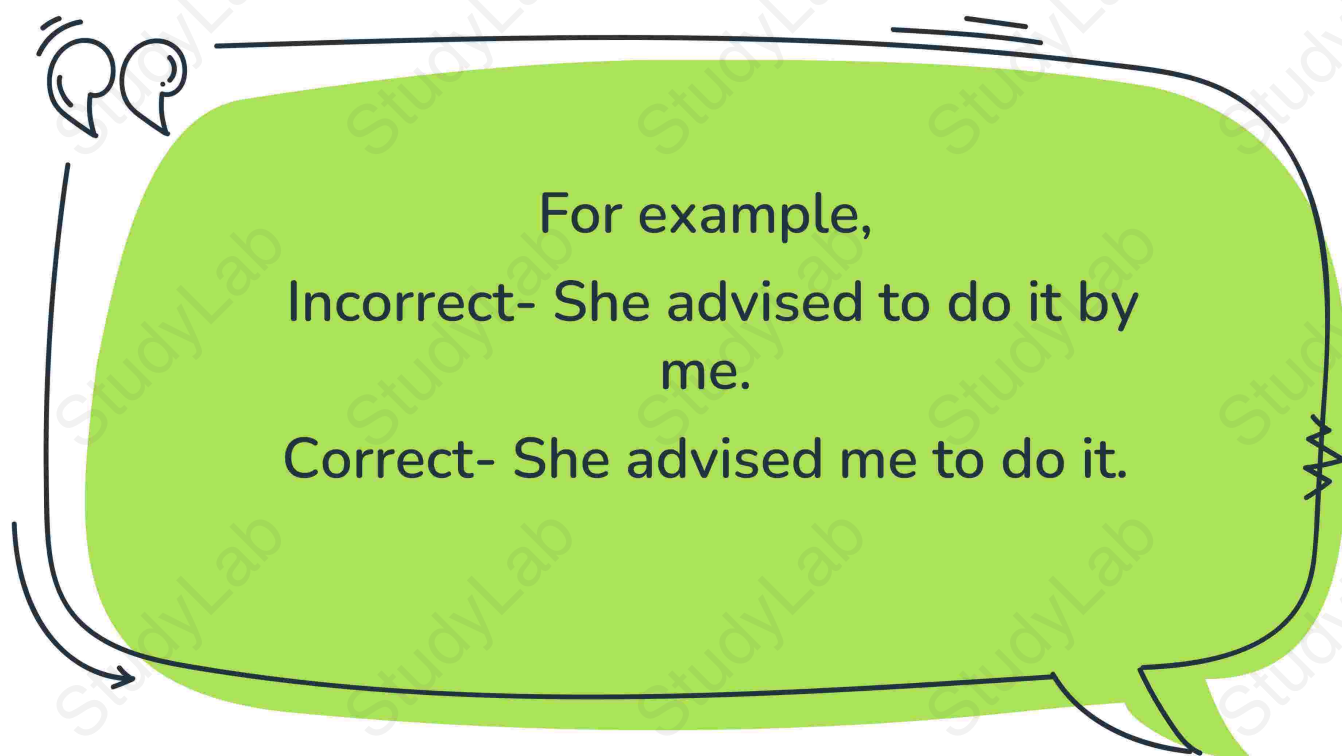 For example,
Incorrect- She advised to do it by
me.
Correct- She advised me to do it.
StudyLab